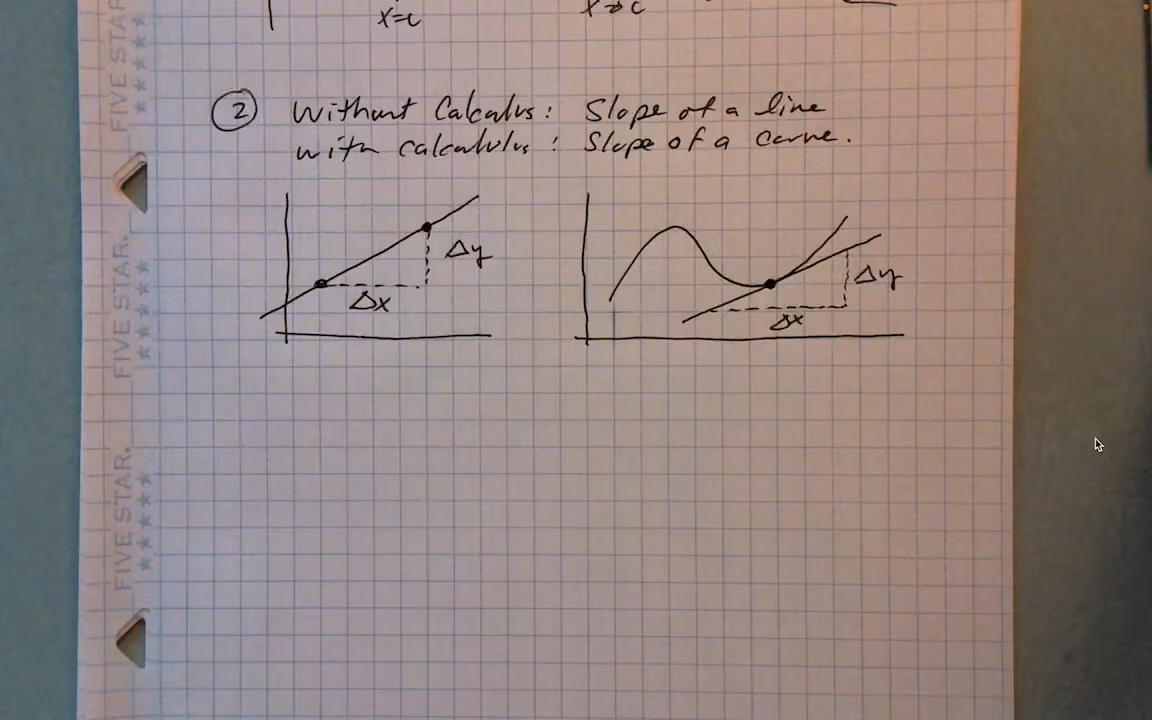 x=c
x→c
② Without Calculus: Slope of a line
with calculus: Slope of a curve.
Δy
Δx
Δy
Δx
FIVE STAR
★★★★★
FIVE STAR.
★★★★★
FIVE STAR.
★★★★★